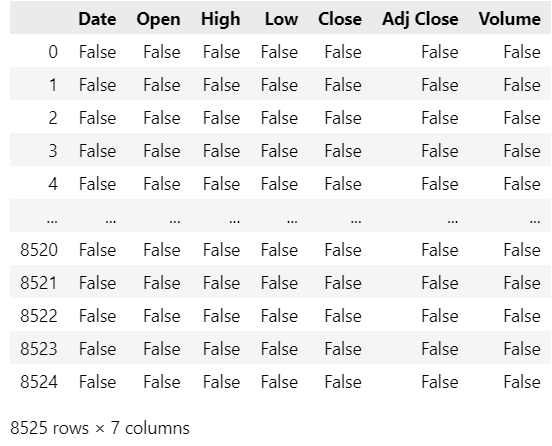 Date Open High Low Close Adj Close Volume
0 False False False False False False False
1 False False False False False False False
2 False False False False False False False
3 False False False False False False False
4 False False False False False False False
... ... ... ... ... ... ... ...
8520 False False False False False False False
8521 False False False False False False False
8522 False False False False False False False
8523 False False False False False False False
8524 False False False False False False False
8525 rows × 7 columns